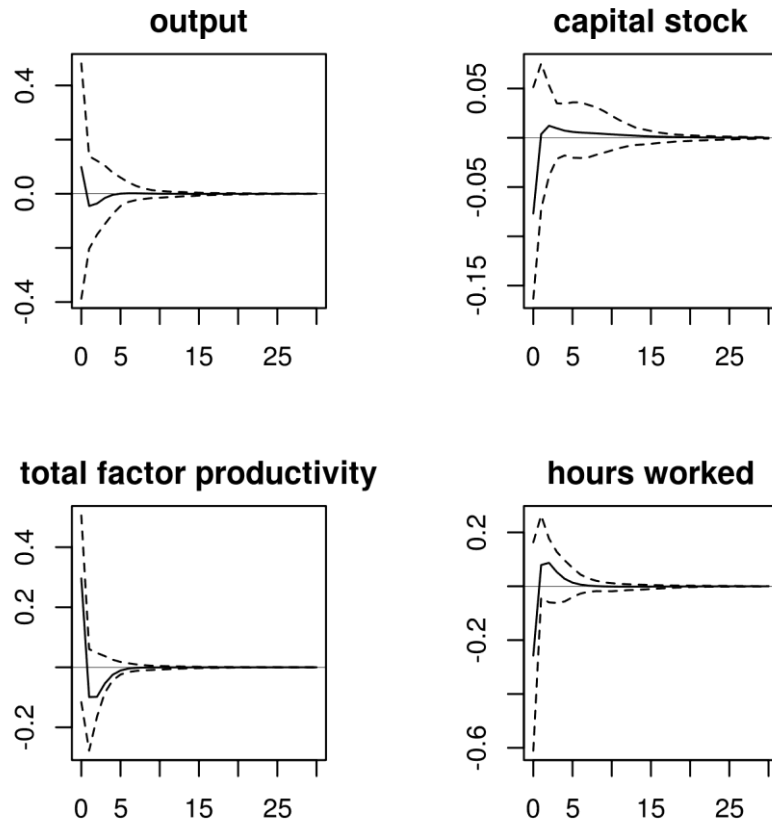 output
0.4
0.0
-0.4
0 5 15 25
capital stock
0.05
-0.05
-0.15
0 5 15 25
total factor productivity
0.4
0.2
-0.2
0 5 15 25
hours worked
0.2
-0.2
-0.6
0 5 15 25